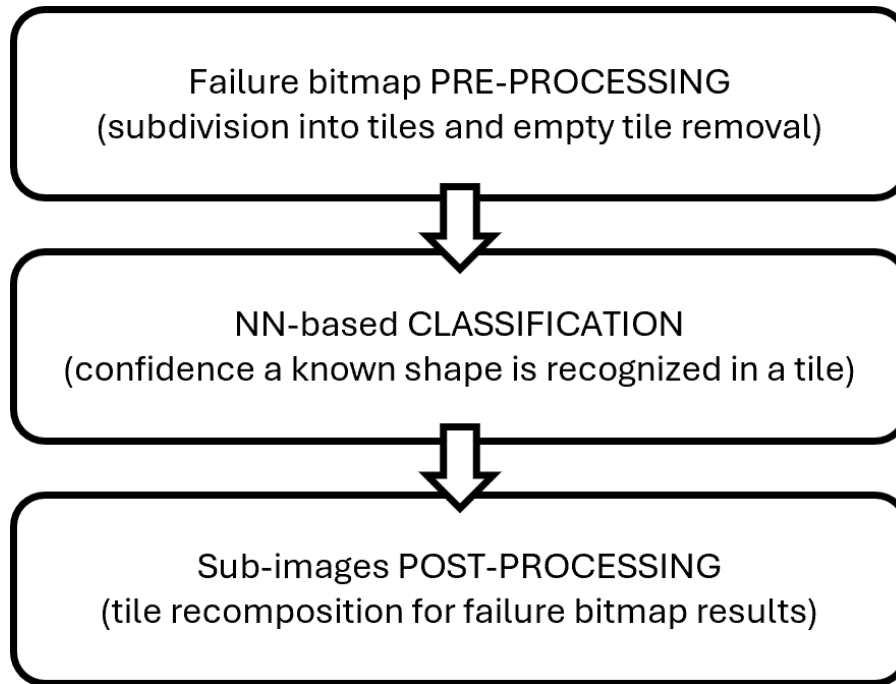 Failure bitmap PRE-PROCESSING
(subdivision into tiles and empty tile removal)
NN-based CLASSIFICATION
(confidence a known shape is recognized in a tile)
Sub-images POST-PROCESSING
(tile recomposition for failure bitmap results)